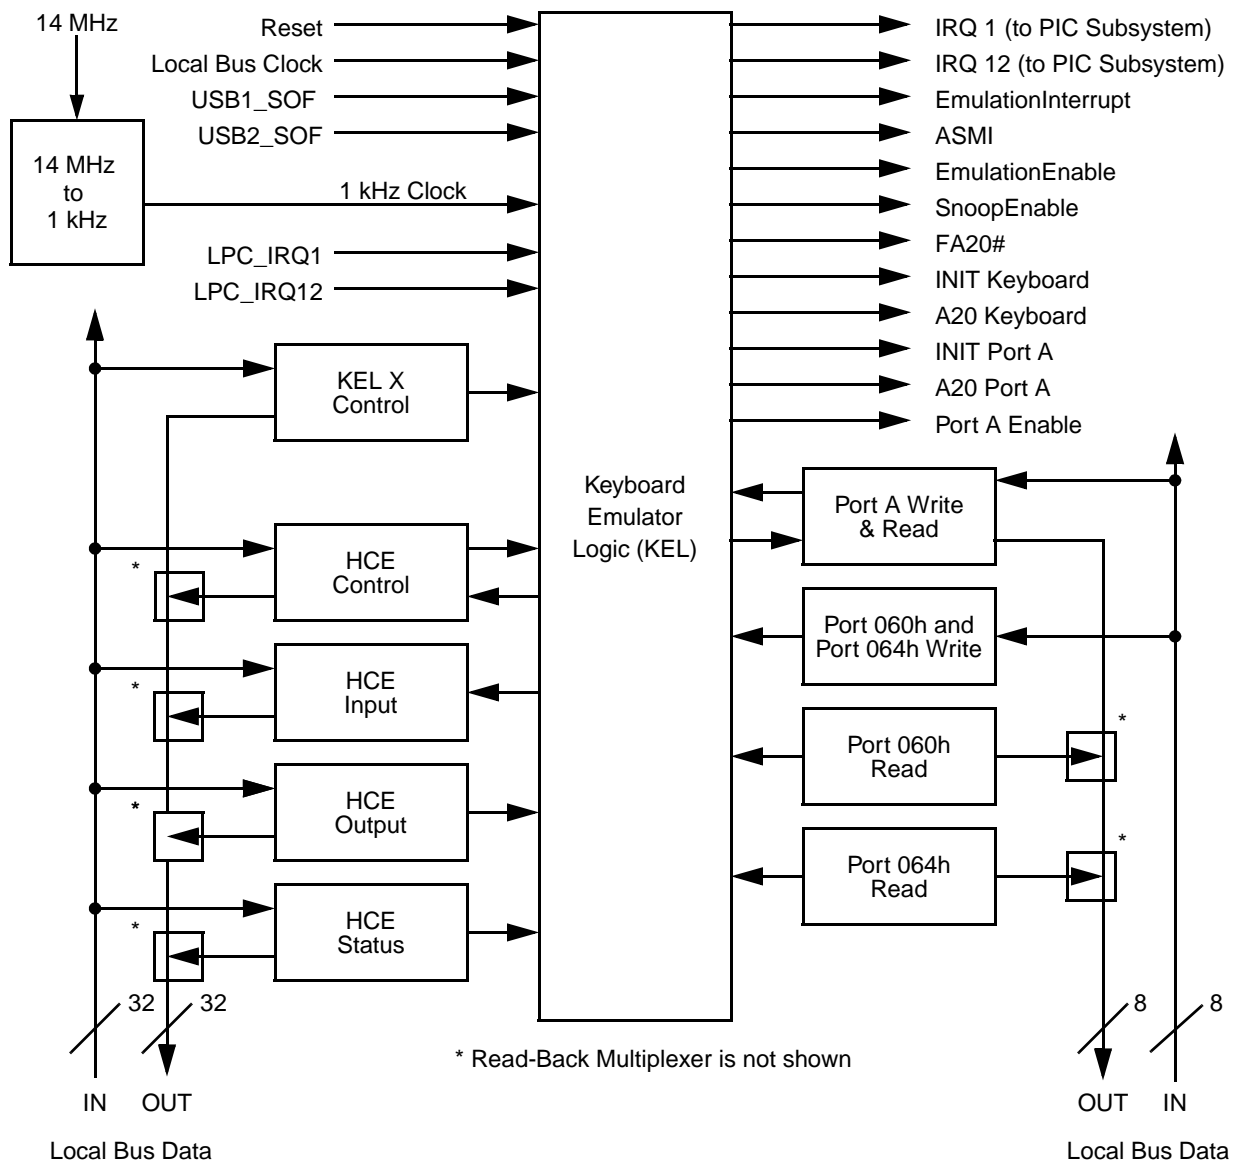 14 MHz
14 MHz
to
1 kHz
Reset
Local Bus Clock
USB1_SOF
USB2_SOF
1 kHz Clock
LPC_IRQ1
LPC_IRQ12
KEL X
Control
*
HCE
Control
*
HCE
Input
*
HCE
Output
*
HCE
Status
32
32
IN
OUT
Local Bus Data
Keyboard
Emulator
Logic (KEL)
IRQ 1 (to PIC Subsystem)
IRQ 12 (to PIC Subsystem)
EmulationInterrupt
ASMI
EmulationEnable
SnoopEnable
FA20#
INIT Keyboard
A20 Keyboard
INIT Port A
A20 Port A
Port A Enable
Port A Write
& Read
Port 060h and
Port 064h Write
Port 060h
Read
*
Port 064h
Read
*
8
8
OUT
IN
Local Bus Data
* Read-Back Multiplexer is not shown